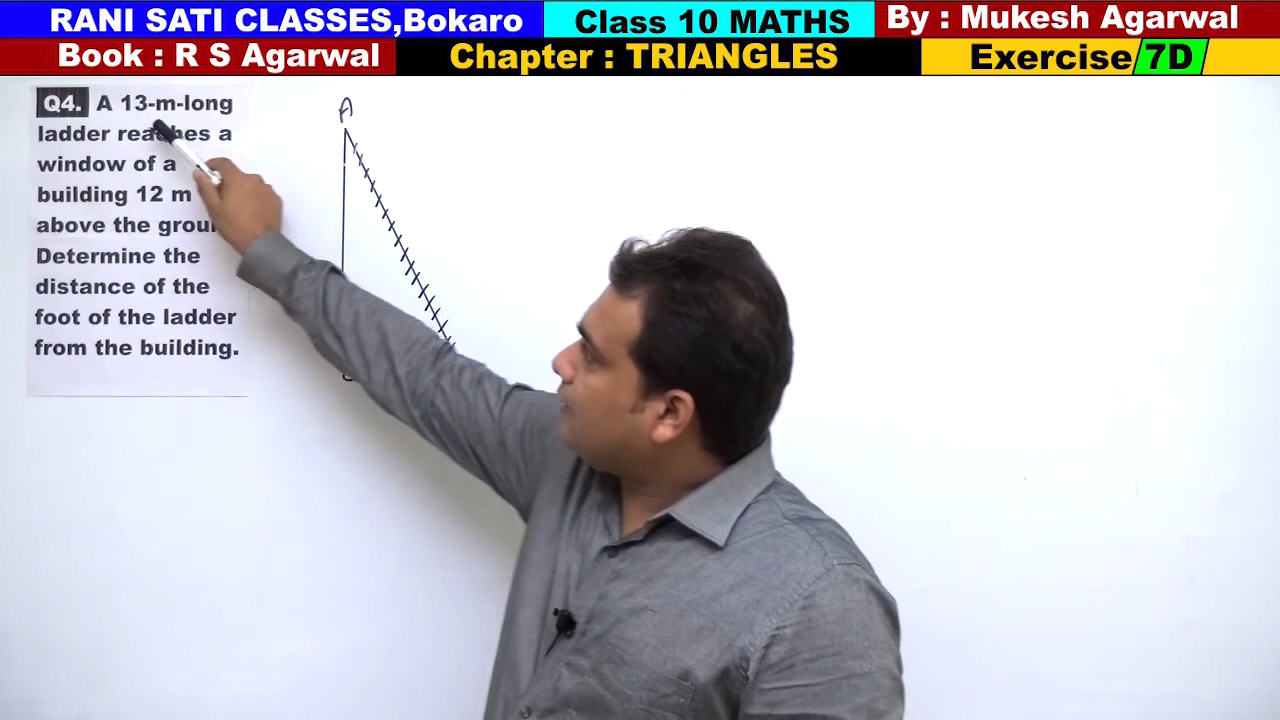 RANI SATI CLASSES,Bokaro
Class 10 MATHS
By : Mukesh Agarwal
Book : R S Agarwal
Chapter : TRIANGLES
Exercise 7D
Q4. A 13-m-long
ladder reaches a
window of a
building 12 m
above the
Determine the
distance of the
foot of the ladder
from the building.
A